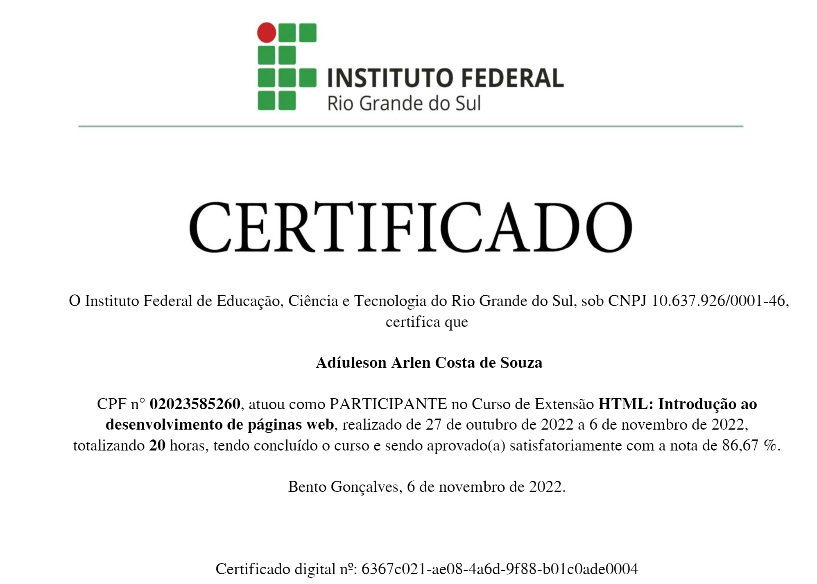 INSTITUTO FEDERAL
Rio Grande do Sul
CERTIFICADO
O Instituto Federal de Educação, Ciência e Tecnologia do Rio Grande do Sul, sob CNPJ 10.637.926/0001-46,
certifica que
Adíuleson Arlen Costa de Souza
CPF n° 02023585260, atuou como PARTICIPANTE no Curso de Extensão HTML: Introdução ao
desenvolvimento de páginas web, realizado de 27 de outubro de 2022 a 6 de novembro de 2022,
totalizando 20 horas, tendo concluído o curso e sendo aprovado(a) satisfatoriamente com a nota de 86,67 %.
Bento Gonçalves, 6 de novembro de 2022.
Certificado digital nº: 6367c021-ae08-4a6d-9f88-b01c0ade0004